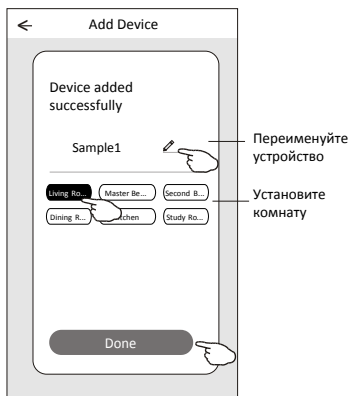 Add Device
Device added
successfully
Sample1
Переименуйте
устройство
Living Ro...
Master Be...
Second B...
Установите
комнату
Dining R...
Study Ro...
Done